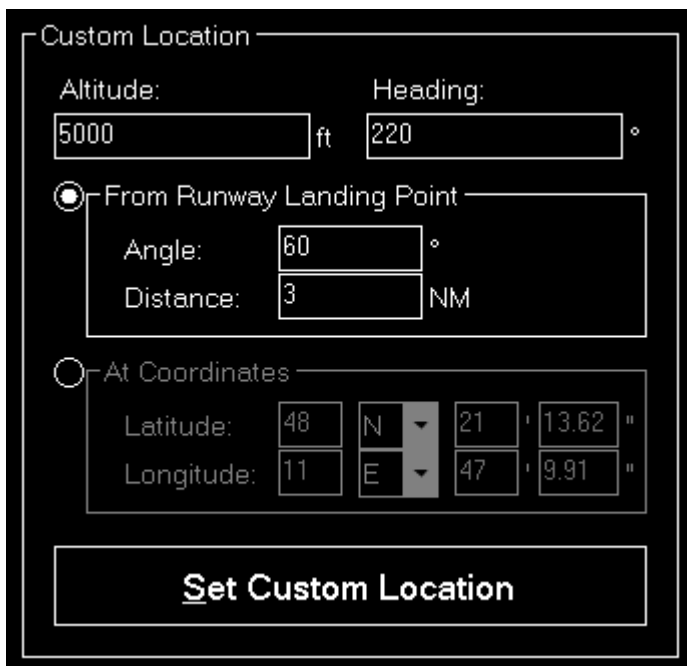 Custom Location
Altitude: Heading:
5000 ft 220 °
From Runway Landing Point
Angle: 60 °
Distance: 3 NM
At Coordinates
Latitude: 48 N 21 ' 13.62 "
Longitude: 11 E 47 ' 9.91 "
Set Custom Location